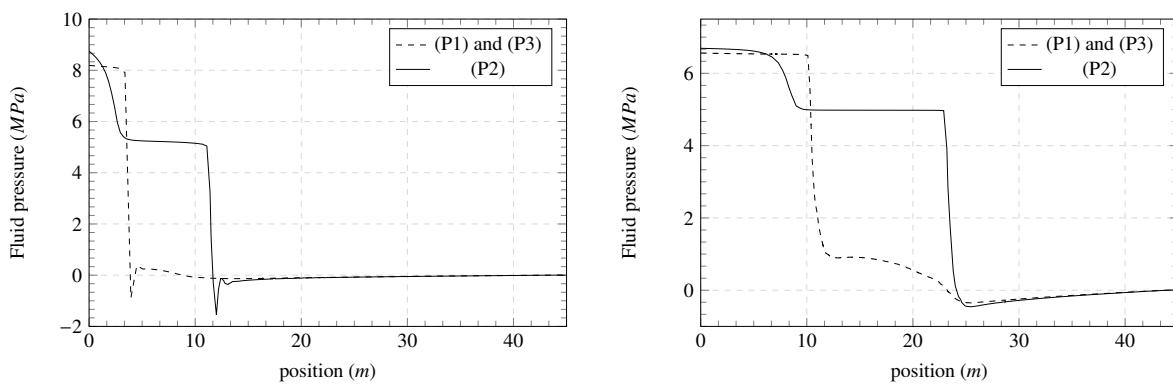 10
8
6
4
2
0
−2
0
10
20
30
40
Fluid pressure (MPa)
position (m)
(P1) and (P3)
(P2)
6
4
2
0
0
10
20
30
40
Fluid pressure (MPa)
position (m)
(P1) and (P3)
(P2)